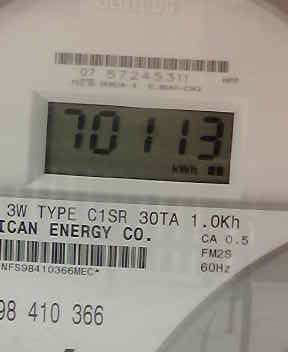 07 57245311
70113
kWh
3W TYPE C1SR 30TA 1.0Kh
ICAN ENERGY CO.
CA 0.5
FM2S
60Hz
NFS98410366MEC*
98 410 366